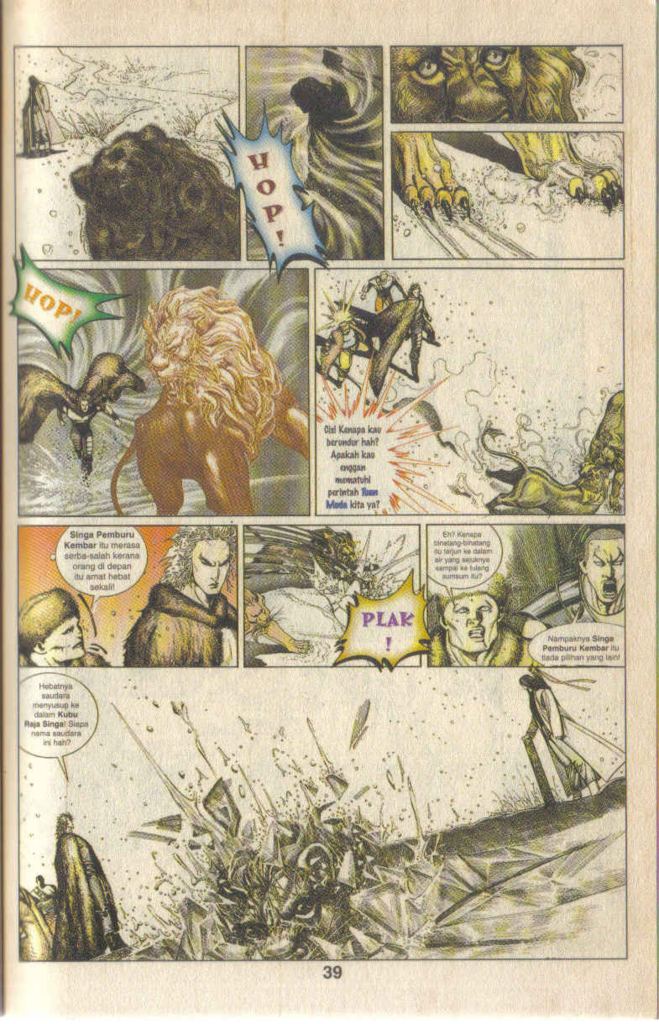 HOP!
HOP!
Cis! Kenapa kau
berundur hah?
Apakah kau
enggan
mematuhi
perintah Tuan
Muda kita ya?
Singa Pemburu
Kembar itu merasa
serba-salah kerana
orang di depan
itu amat hebat
sekali!
PLAK
!
Eh? Kenapa
binatang-binatang
itu terjun ke dalam
air yang sejuknya
sampai ke tulang
sumsum itu?
Nampaknya Singa
Pemburu Kembar itu
tiada pilihan yang lain!
Hebatnya
saudara
menyusup ke
dalam Kubu
Raja Singa! Siapa
nama saudara
ini hah?
39